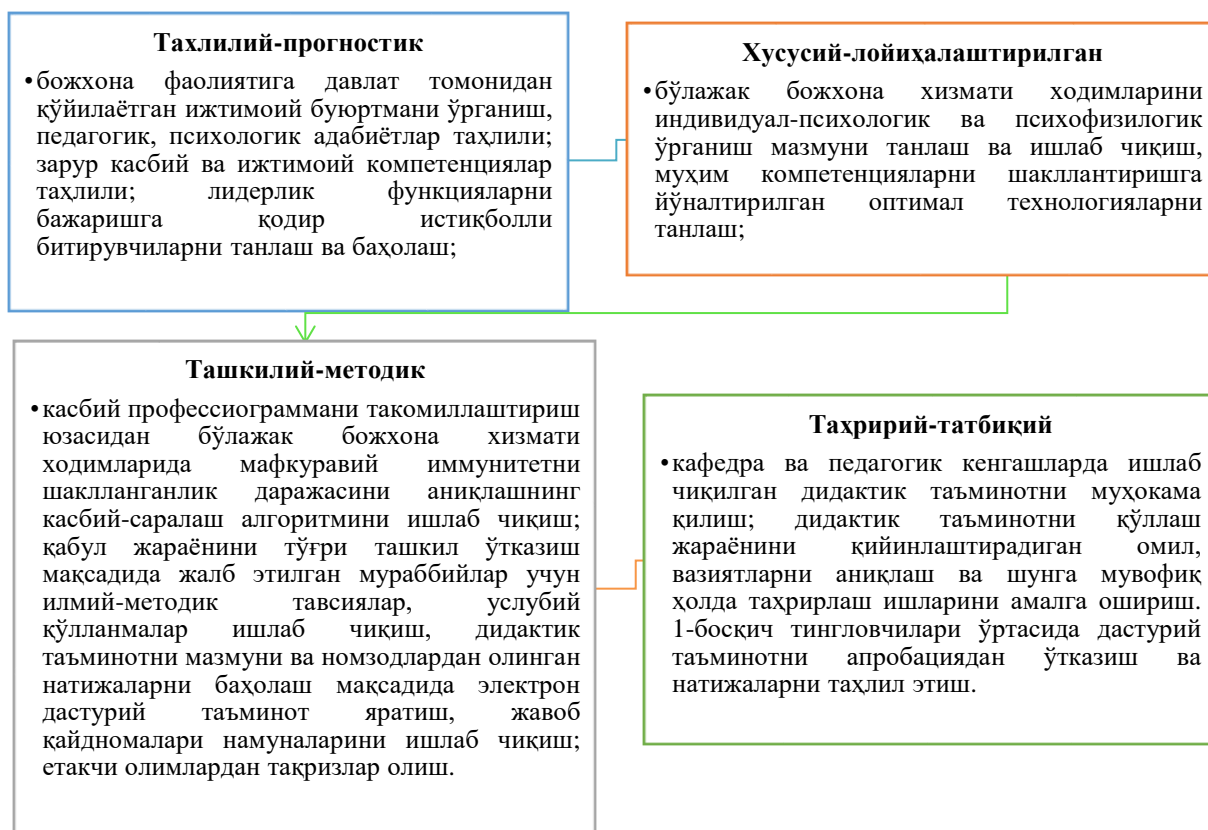 Тахлилий-прогностик
•божхона фаолиятига давлат томонидан
қўйилаётган ижтимоий буюртмани ўрганиш,
педагогик, психологик адабиётлар таҳлили;
зарур касбий ва ижтимоий компетенциялар
таҳлили; лидерлик функцияларни
бажаришга қодир истиқболли
битирувчиларни танлаш ва баҳолаш;
Хусусий-лойиҳалаштирилган
•бўлажак божхона хизмати ходимларини
индивидуал-психологик ва психофизилогик
ўрганиш мазмуни танлаш ва ишлаб чиқиш,
муҳим компетенцияларни шакллантиришга
йўналтирилган оптимал технологияларни
танлаш;
Ташкилий-методик
•касбий профессиограммани такомиллаштириш
юзасидан бўлажак божхона хизмати
ходимларида мафкуравий иммунитетни
шаклланганлик даражасини аниқлашнинг
касбий-саралаш алгоритмини ишлаб чиқиш;
қабул жараёнини тўғри ташкил ўтказиш
мақсадида жалб этилган мураббийлар учун
илмий-методик тавсиялар, услубий
қўлланмалар ишлаб чиқиш, дидактик
таъминотни мазмуни ва номзодлардан олинган
натижаларни баҳолаш мақсадида электрон
дастурий таъминот яратиш, жавоб
қайдномалари намуналарини ишлаб чиқиш;
етакчи олимлардан тақризлар олиш.
Таҳририй-татбиқий
•кафедра ва педагогик кенгашларда ишлаб
чиқилган дидактик таъминотни муҳокама
қилиш; дидактик таъминотни қўллаш
жараёнини қийинлаштирадиган омил,
вазиятларни аниқлаш ва шунга мувофиқ
ҳолда таҳрирлаш ишларини амалга ошириш.
1-босқич тингловчилари ўртасида дастурий
таъминотни апробациядан ўтказиш ва
натижаларни таҳлил этиш.